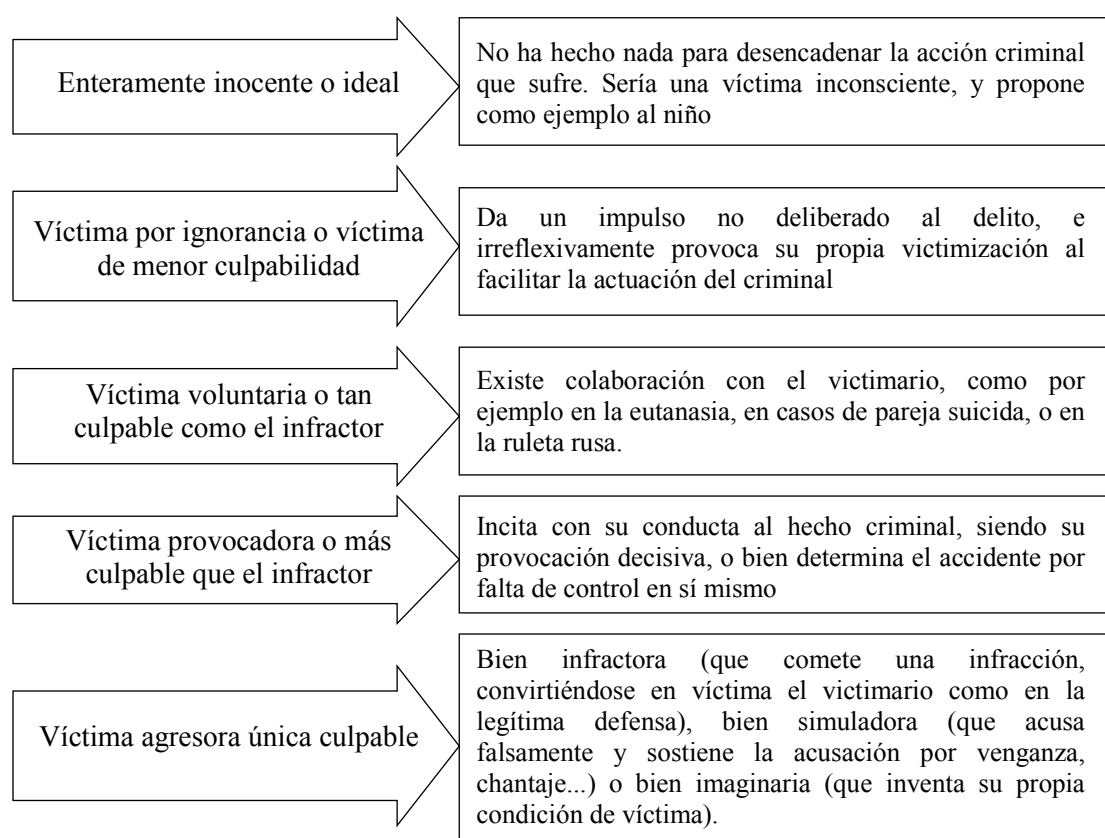 Enteramente inocente o ideal
No ha hecho nada para desencadenar la acción criminal
que sufre. Sería una víctima inconsciente, y propone
como ejemplo al niño
Víctima por ignorancia o víctima
de menor culpabilidad
Da un impulso no deliberado al delito, e
irreflexivamente provoca su propia victimización al
facilitar la actuación del criminal
Víctima voluntaria o tan
culpable como el infractor
Existe colaboración con el victimario, como por
ejemplo en la eutanasia, en casos de pareja suicida, o en
la ruleta rusa.
Víctima provocadora o más
culpable que el infractor
Incita con su conducta al hecho criminal, siendo su
provocación decisiva, o bien determina el accidente por
falta de control en sí mismo
Víctima agresora única culpable
Bien infractora (que comete una infracción,
convirtiéndose en víctima el victimario como en la
legítima defensa), bien simuladora (que acusa
falsamente y sostiene la acusación por venganza,
chantaje...) o bien imaginaria (que inventa su propia
condición de víctima).